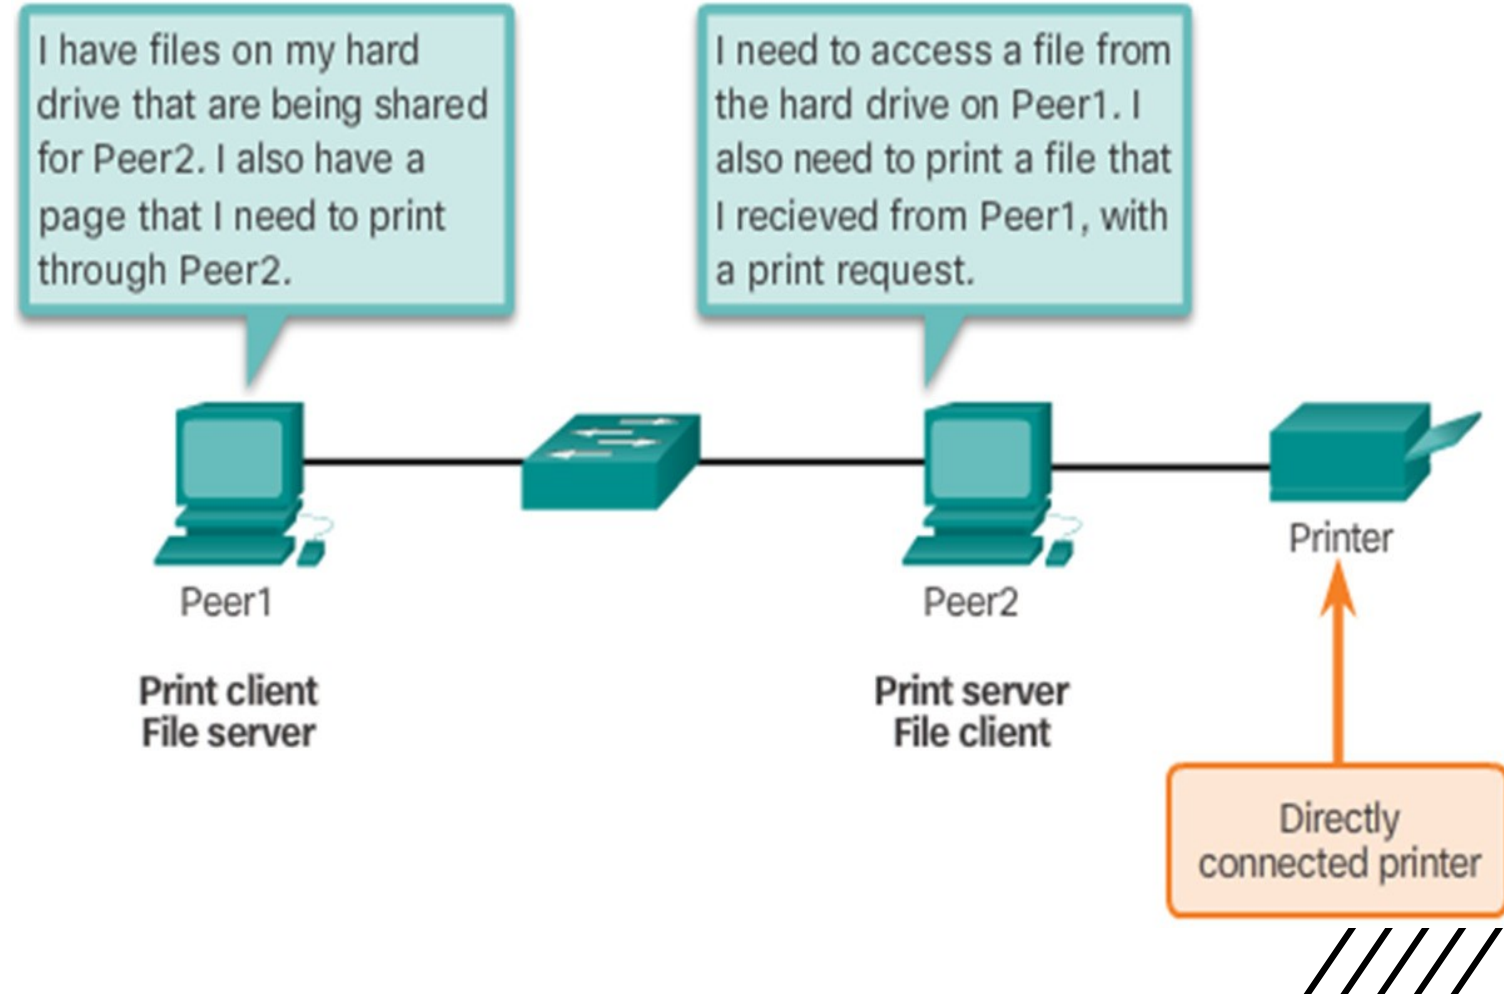 I have files on my hard
drive that are being shared
for Peer2. I also have a
page that I need to print
through Peer2.
I need to access a file from
the hard drive on Peer1. I
also need to print a file that
I recieved from Peer1, with
a print request.
Printer
Peer1
Peer2
Print client
File server
Print server
File client
Directly
connected printer